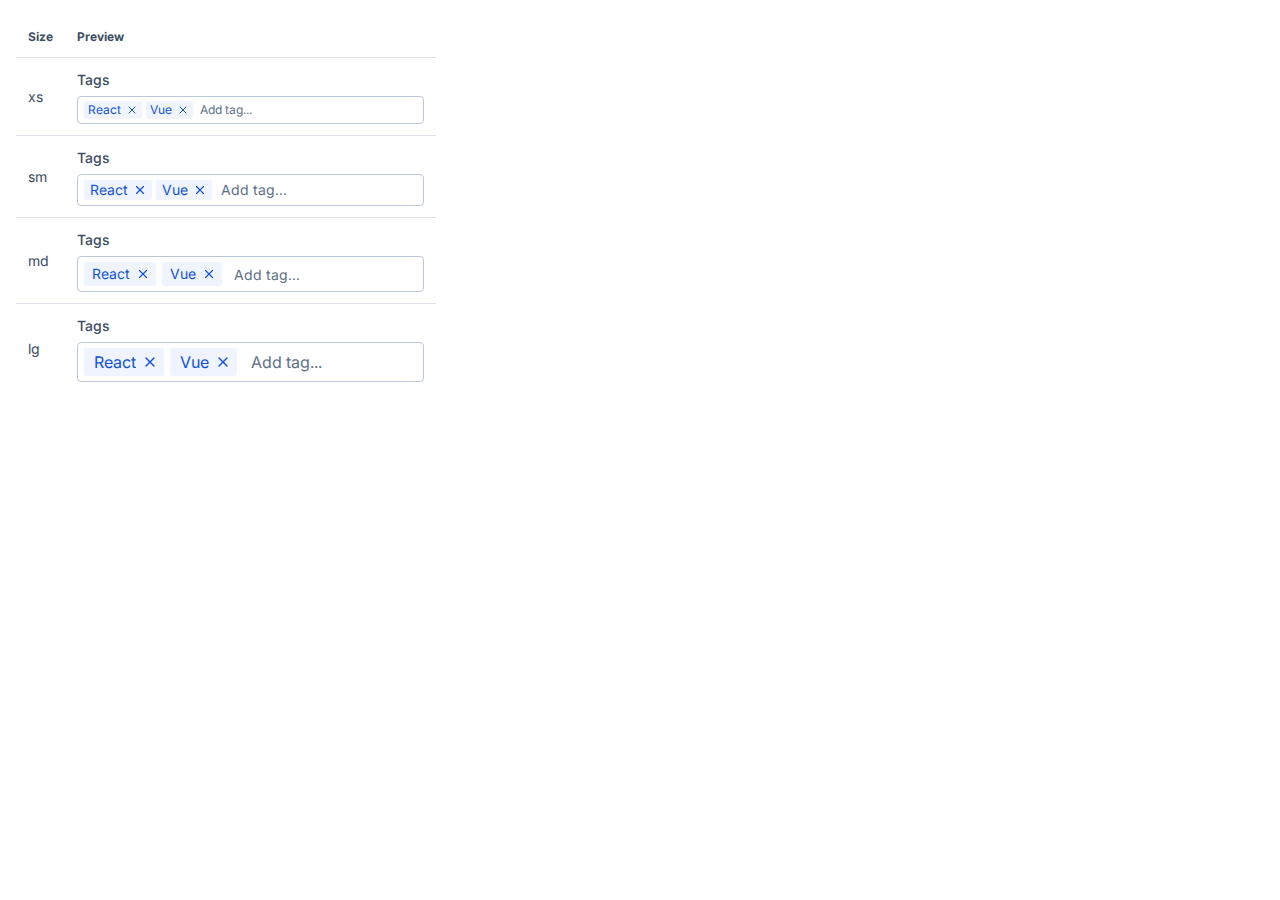 Size Preview
Tags
xs
React Vue Add tag...
Tags
sm
React Vue Add tag...
Tags
md
React Vue Add tag...
Tags
lg
React Vue Add tag...